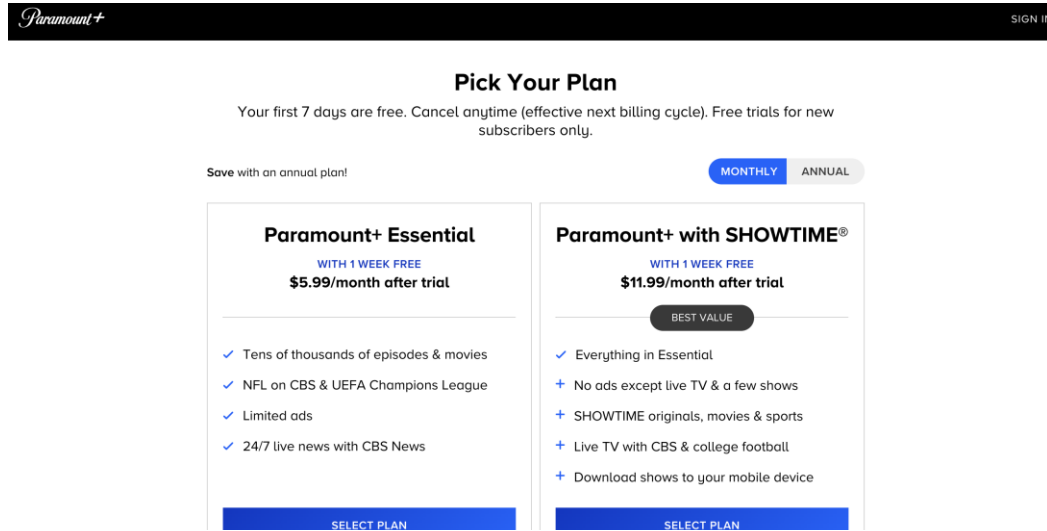 Paramount+
SIGN IN
Pick Your Plan
Your first 7 days are free. Cancel anytime (effective next billing cycle). Free trials for new
subscribers only.
Save with an annual plan!
MONTHLY
ANNUAL
Paramount+ Essential
WITH 1 WEEK FREE
$5.99/month after trial
✓ Tens of thousands of episodes & movies
✓ NFL on CBS & UEFA Champions League
✓ Limited ads
✓ 24/7 live news with CBS News
SELECT PLAN
Paramount+ with SHOWTIME®
WITH 1 WEEK FREE
$11.99/month after trial
BEST VALUE
✓ Everything in Essential
+ No ads except live TV & a few shows
+ SHOWTIME originals, movies & sports
+ Live TV with CBS & college football
+ Download shows to your mobile device
SELECT PLAN